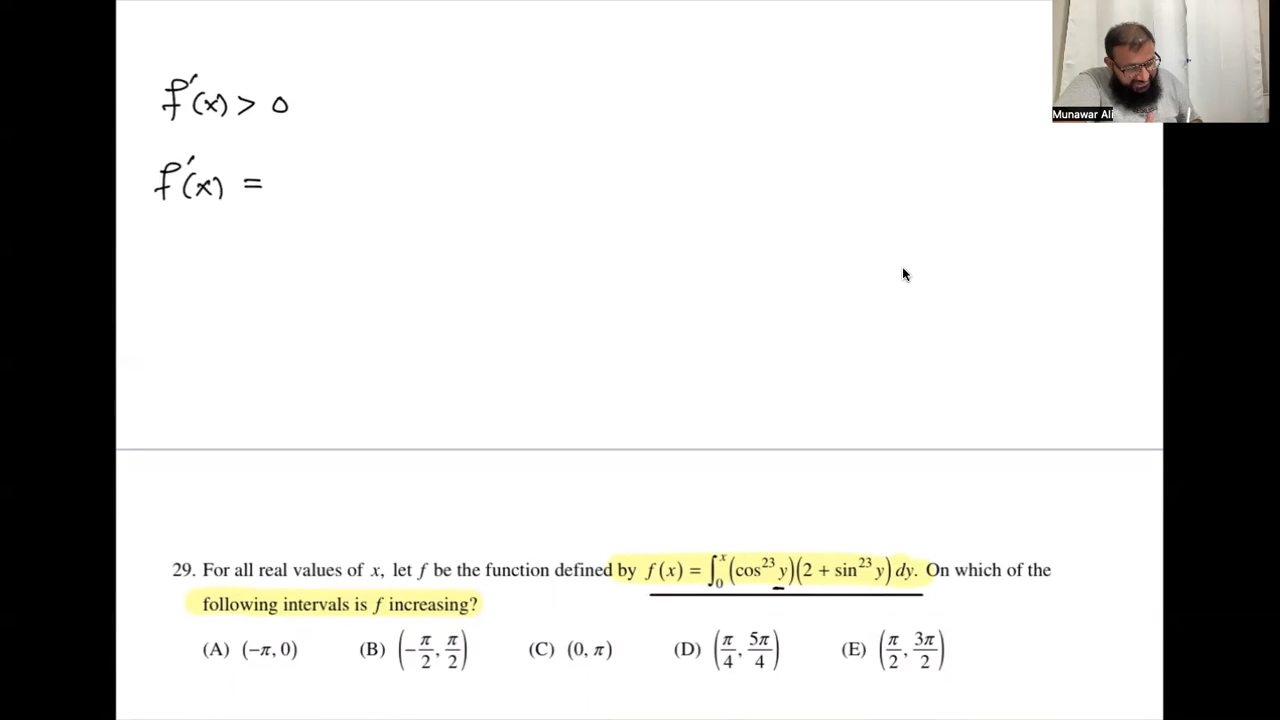 f'(x) > 0
Munawar Ali
f'(x) =
29. For all real values of x, let f be the function defined by f(x) = ∫₀ˣ (cos²³ y)(2 + sin²³ y) dy. On which of the
following intervals is f increasing?
(A) (−π, 0) (B) (−π/2, π/2) (C) (0, π) (D) (π/4, 5π/4) (E) (π/2, 3π/2)